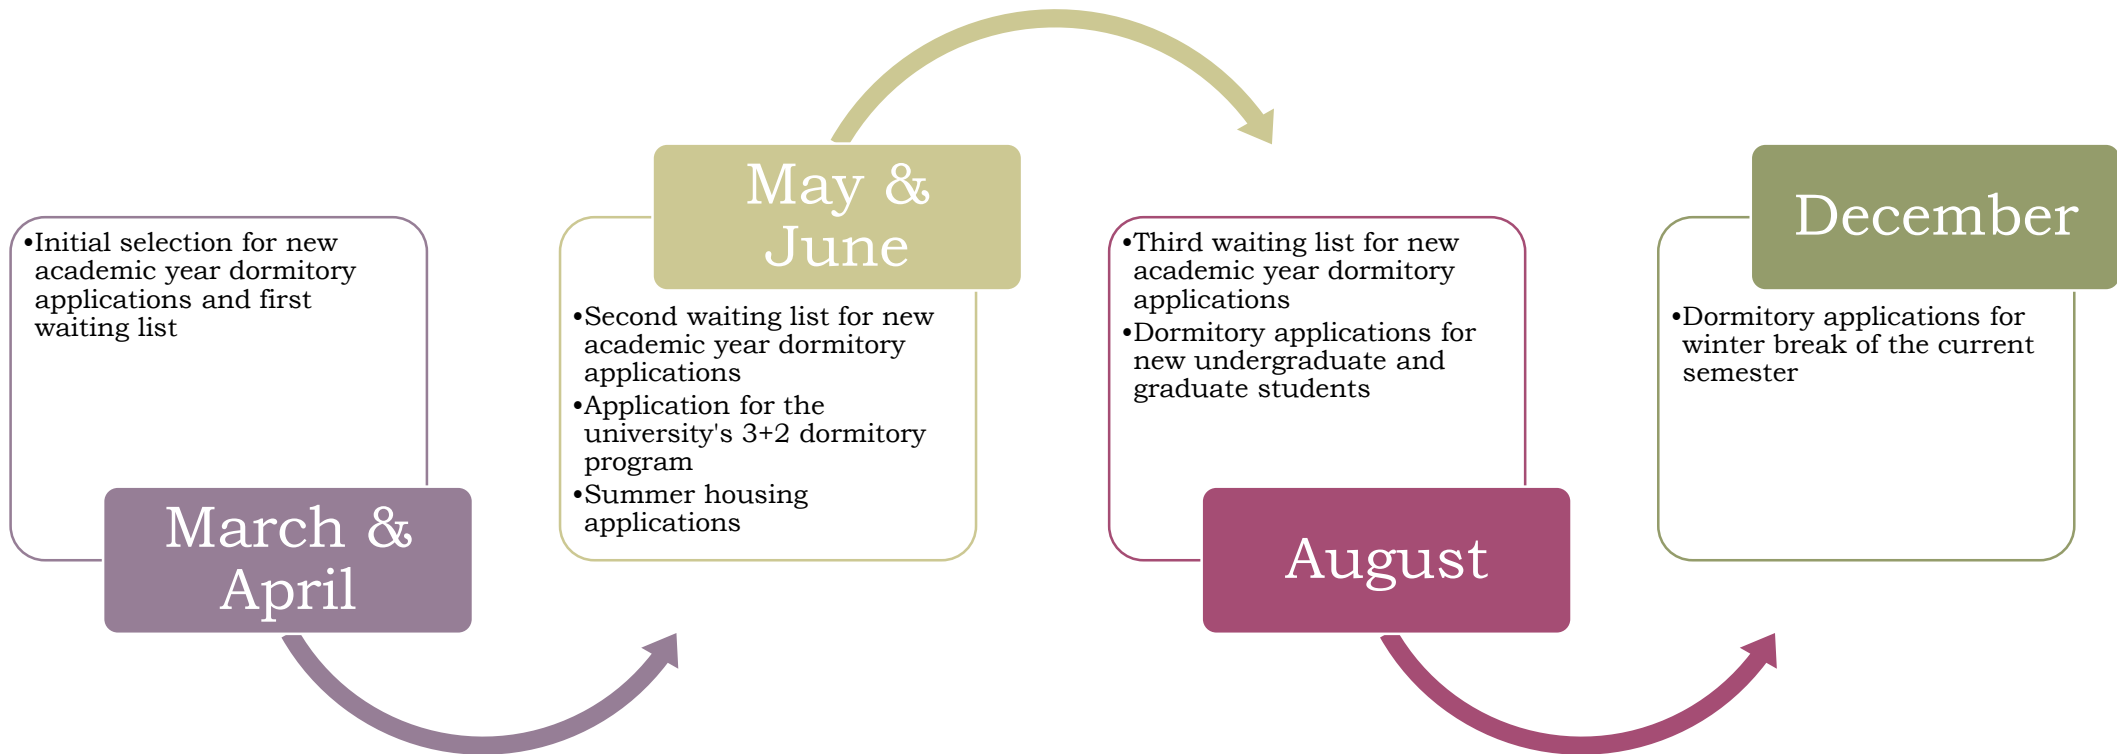 •Initial selection for new
academic year dormitory
applications and first
waiting list
March &
April
May &
June
•Second waiting list for new
academic year dormitory
applications
•Application for the
university's 3+2 dormitory
program
•Summer housing
applications
•Third waiting list for new
academic year dormitory
applications
•Dormitory applications for
new undergraduate and
graduate students
August
December
•Dormitory applications for
winter break of the current
semester